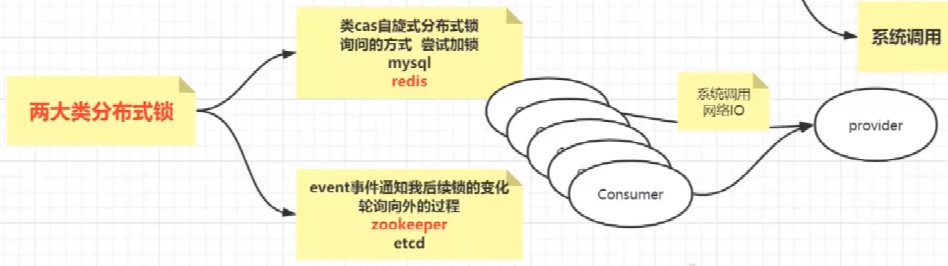 两大类分布式锁
类cas自旋式分布式锁
询问的方式 尝试加锁
mysql
redis
event事件通知我后续锁的变化
轮询向外的过程
zookeeper
etcd
Consumer
系统调用
网络IO
provider
系统调用